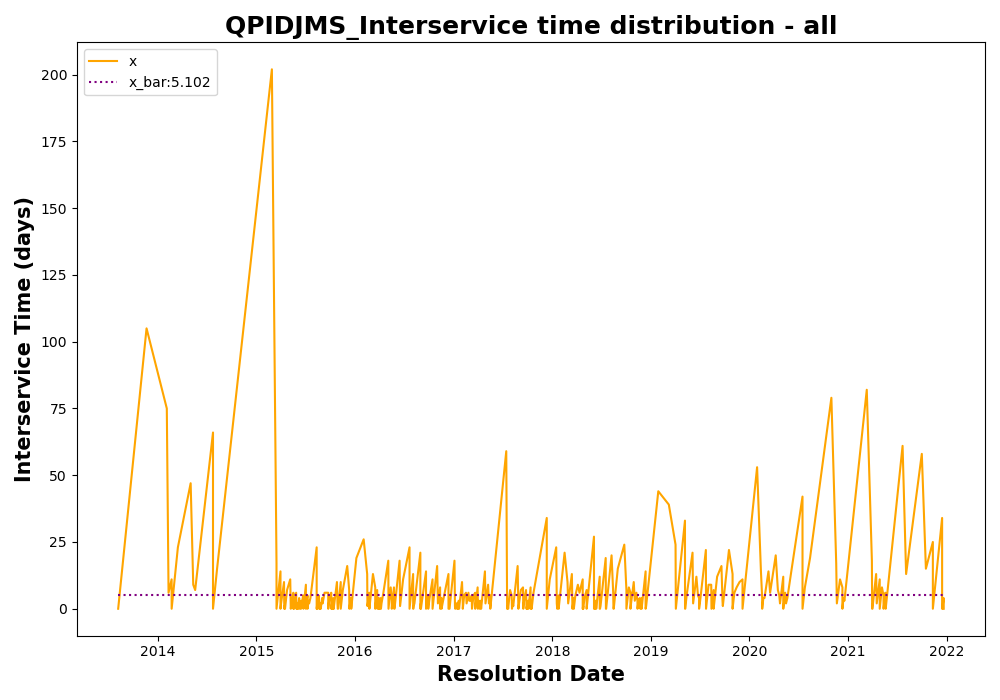 QPIDJMS_Interservice time distribution - all
x
x_bar:5.102
Interservice Time (days)
200
175
150
125
100
75
50
25
0
2014 2015 2016 2017 2018 2019 2020 2021 2022
Resolution Date